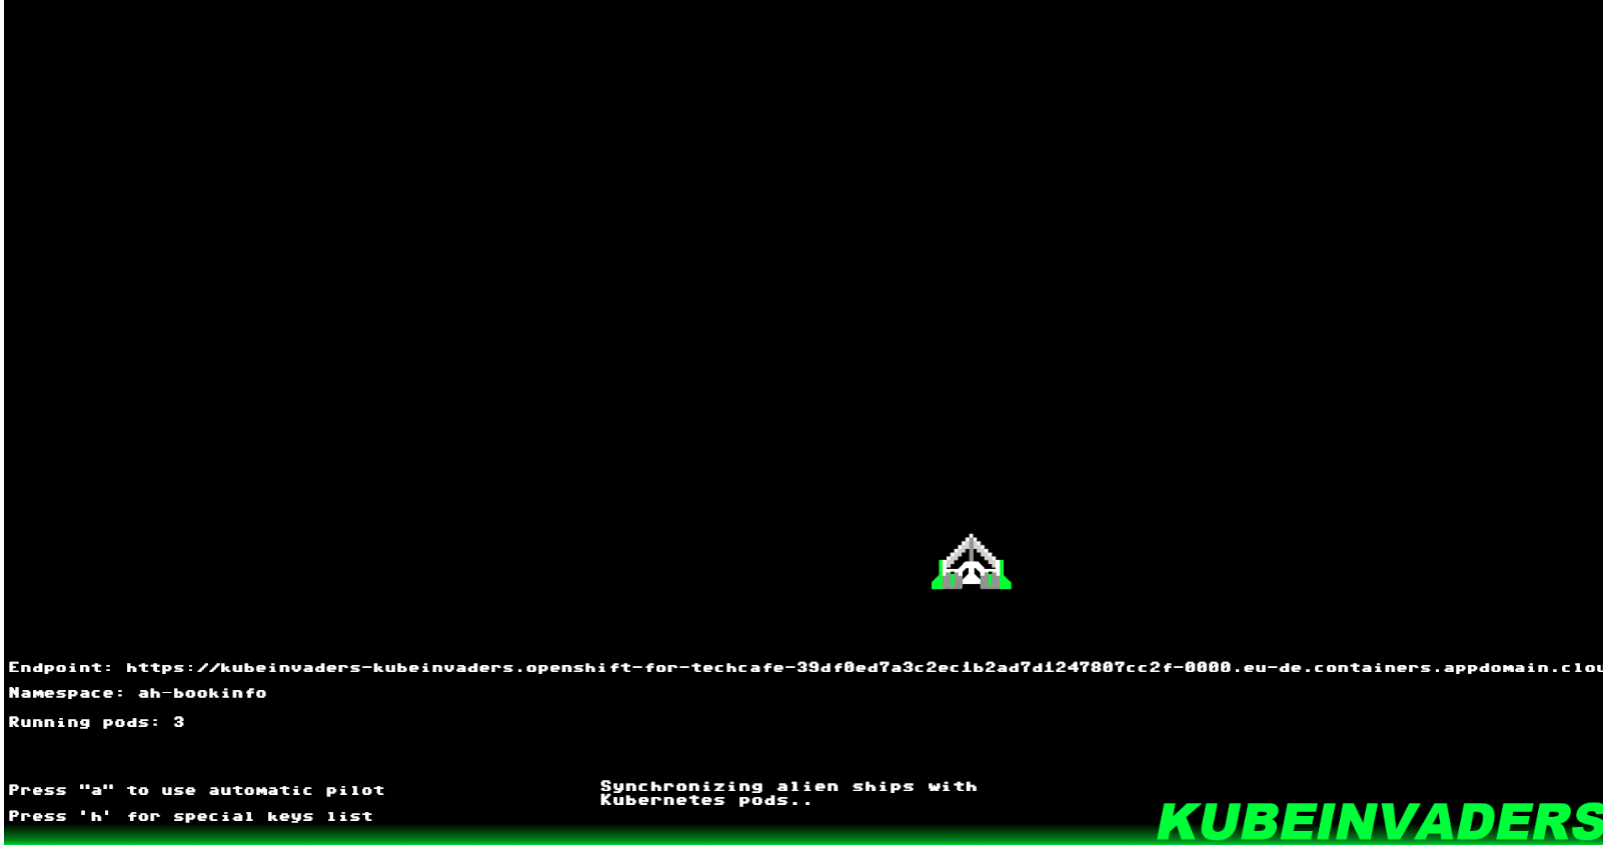 Endpoint: https://kubeinvaders-kubeinvaders.openshift-for-techcafe-39df0ed7a3c2ec1b2ad7d1247807cc2f-0000.eu-de.containers.appdomain.clou
Namespace: ah-bookinfo
Running pods: 3
Press "a" to use automatic pilot
Press 'h' for special keys list
Synchronizing alien ships with
Kubernetes pods..
KUBEINVADERS